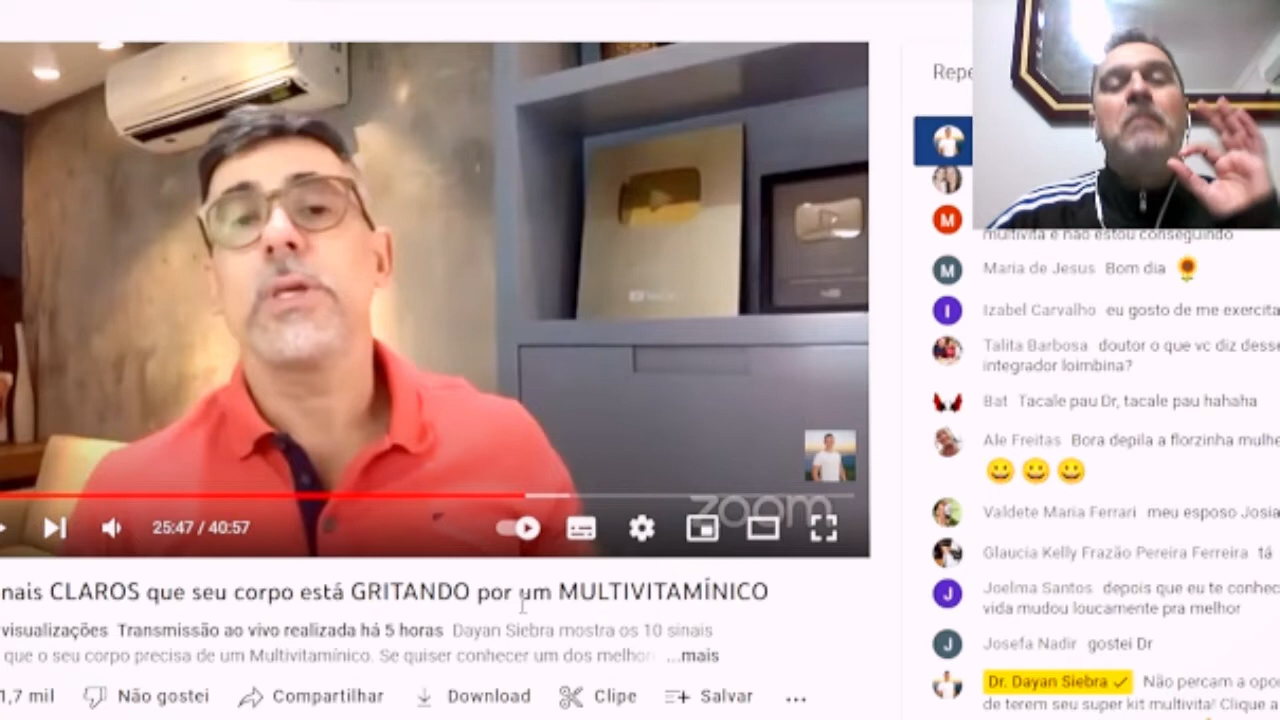 Repe
multivita e não estou conseguindo
Maria de Jesus Bom dia
Izabel Carvalho eu gosto de me exercita
Talita Barbosa doutor o que vc diz desse
integrador loimbina?
Bat Tacale pau Dr, tacale pau hahaha
Ale Freitas Bora depila a florzinha mulhe
Valdete Maria Ferrari meu esposo Josia
Glaucia Kelly Frazão Pereira Ferreira tá
Joelma Santos depois que eu te conhec
vida mudou loucamente pra melhor
Josefa Nadir gostei Dr
Dr. Dayan Siebra Não percam a opor
de terem seu super kit multivita! Clique a
zoom
25:47 / 40:57
nais CLAROS que seu corpo está GRITANDO por um MULTIVITAMÍNICO
visualizações Transmissão ao vivo realizada há 5 horas Dayan Siebra mostra os 10 sinais
que o seu corpo precisa de um Multivitamínico. Se quiser conhecer um dos melho ...mais
1,7 mil Não gostei Compartilhar Download Clipe Salvar ...